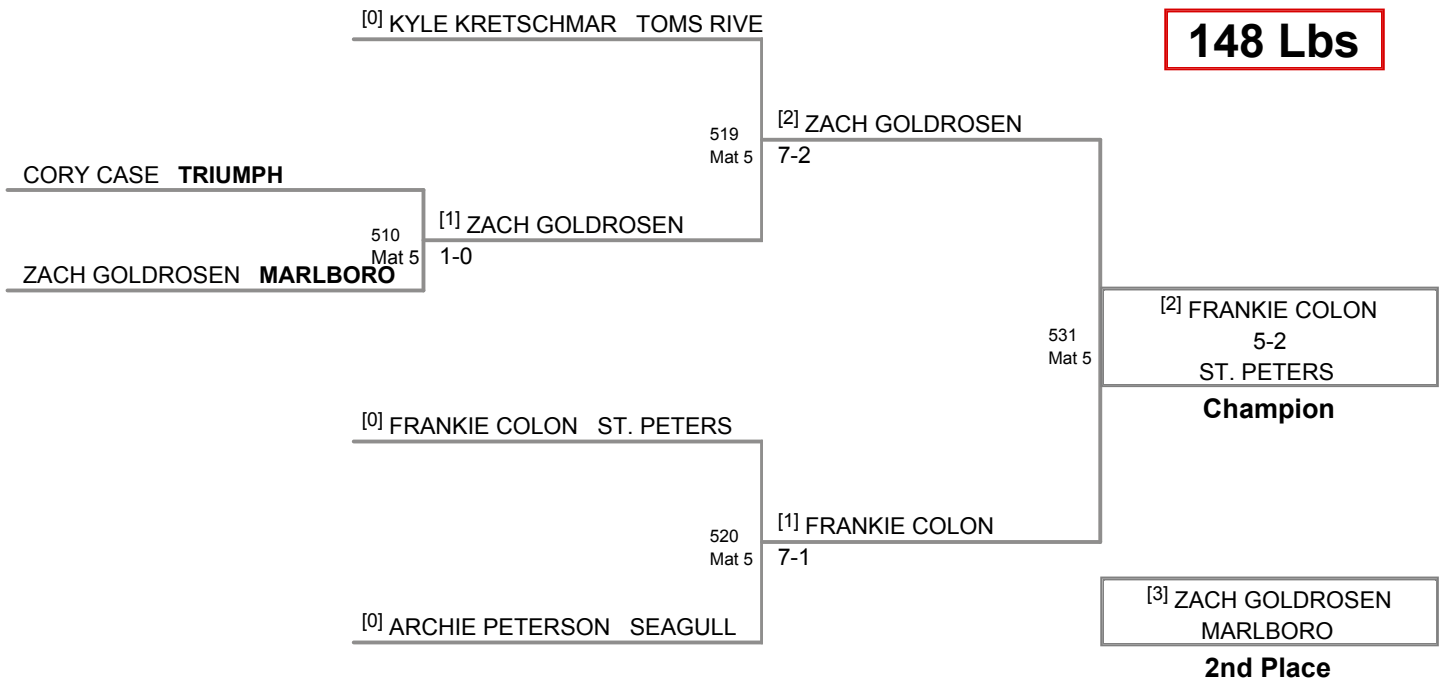 [0] KYLE KRETSCHMAR TOMS RIVE
148 Lbs
519
Mat 5
[2] ZACH GOLDROSEN
7-2
CORY CASE TRIUMPH
510
Mat 5
[1] ZACH GOLDROSEN
1-0
ZACH GOLDROSEN MARLBORO
531
Mat 5
[2] FRANKIE COLON
5-2
ST. PETERS
Champion
[0] FRANKIE COLON ST. PETERS
520
Mat 5
[1] FRANKIE COLON
7-1
[0] ARCHIE PETERSON SEAGULL
[3] ZACH GOLDROSEN
MARLBORO
2nd Place